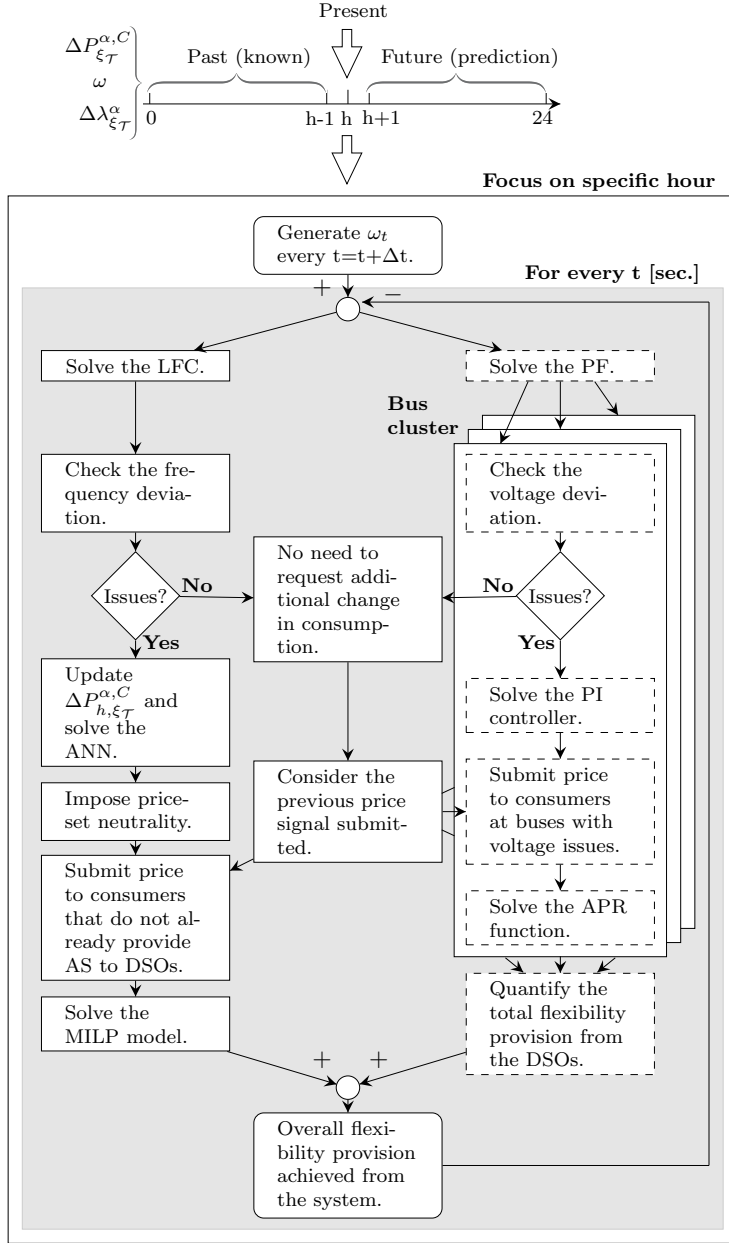 Present
ΔP^{α,C}_{ξ_𝒯}
ω
Δλ^{α}_{ξ_𝒯}
Past (known)
Future (prediction)
0
h-1
h
h+1
24
Focus on specific hour
Generate ω_t
every t=t+Δt.
For every t [sec.]
+
−
Solve the LFC.
Solve the PF.
Bus
cluster
Check the fre-
quency devia-
tion.
Check the
voltage devi-
ation.
No need to
request addi-
tional change
in consump-
tion.
Issues?
No
Yes
Issues?
No
Yes
Update
ΔP^{α,C}_{h,ξ_𝒯} and
solve the
ANN.
Solve the PI
controller.
Impose price-
set neutrality.
Consider the
previous price
signal submit-
ted.
Submit price
to consumers
at buses with
voltage issues.
Submit price
to consumers
that do not al-
ready provide
AS to DSOs.
Solve the APR
function.
Solve the
MILP model.
Quantify the
total flexibility
provision from
the DSOs.
+
+
Overall flexi-
bility provision
achieved from
the system.